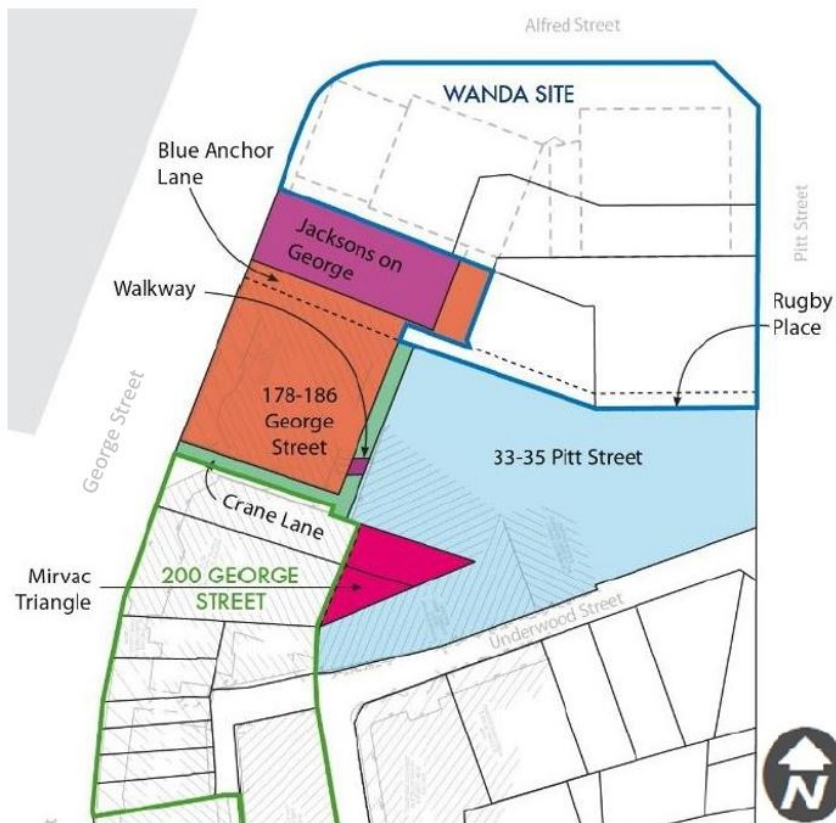 Alfred Street
WANDA SITE
Blue Anchor
Lane
Pitt Street
Jacksons on
George
Walkway
Rugby
Place
178-186
George
Street
George Street
33-35 Pitt Street
Crane Lane
Mirvac
Triangle
200 GEORGE
STREET
Underwood Street
N